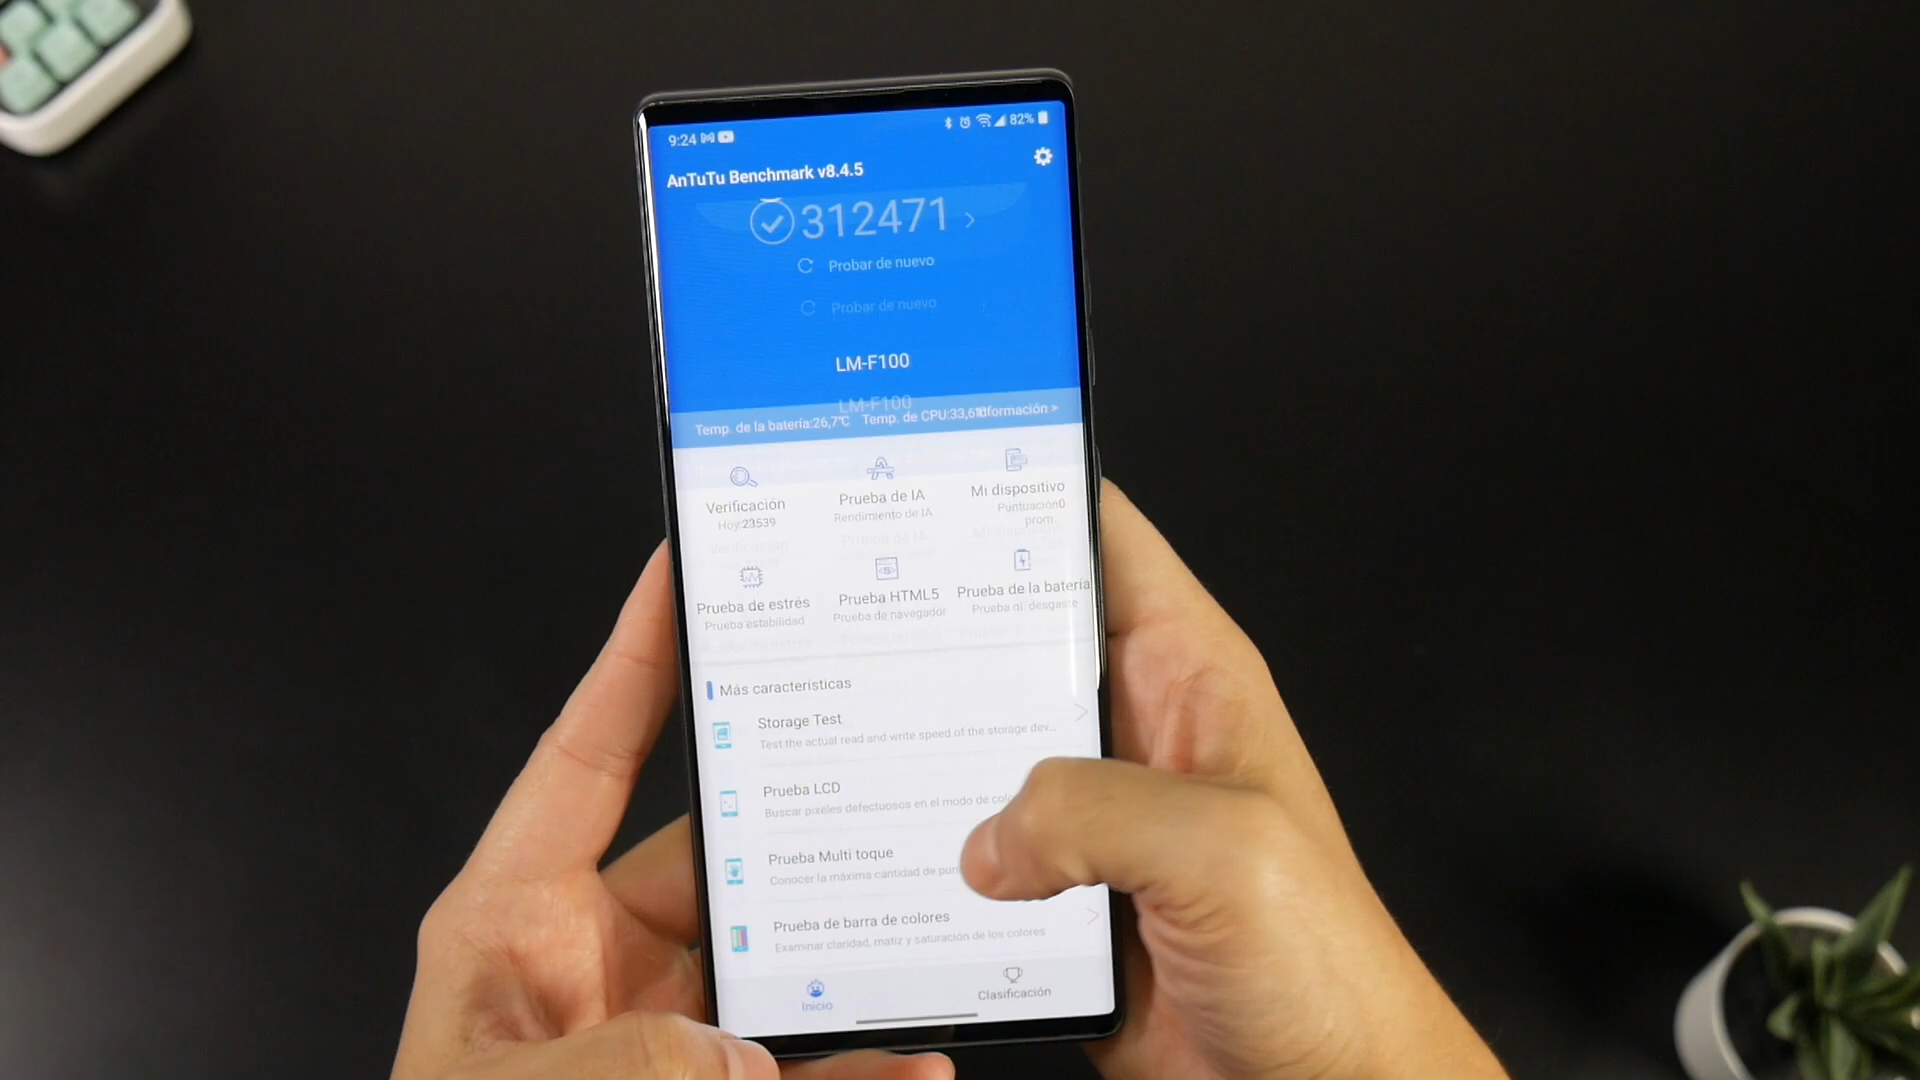 9:24
82%
AnTuTu Benchmark v8.4.5
312471
Probar de nuevo
Probar de nuevo
LM-F100
LM-F100
Temp. de la batería:26,7℃ Temp. de CPU:33,6 Información >
Verificación
Hoy:23539
Prueba de IA
Rendimiento de IA
Mi dispositivo
Puntuación0
prom.
Verificación
Prueba de IA
Prueba de estrés
Prueba estabilidad
Prueba HTML5
Prueba de navegador
Prueba de la batería
Prueba nl. desgaste
Más características
Storage Test
Test the actual read and write speed of the storage dev...
Prueba LCD
Buscar píxeles defectuosos en el modo de
Prueba Multi toque
Conocer la máxima cantidad de
Prueba de barra de colores
Examinar claridad, matiz y saturación de los colores
Inicio
Clasificación